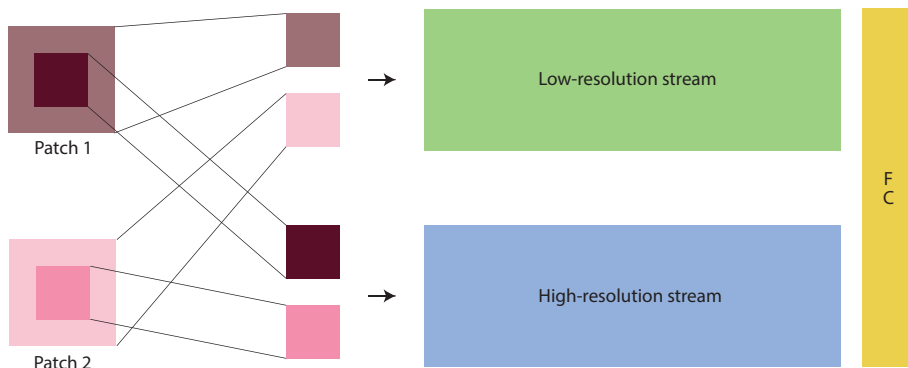 Patch 1
Patch 2
Low-resolution stream
High-resolution stream
F
C